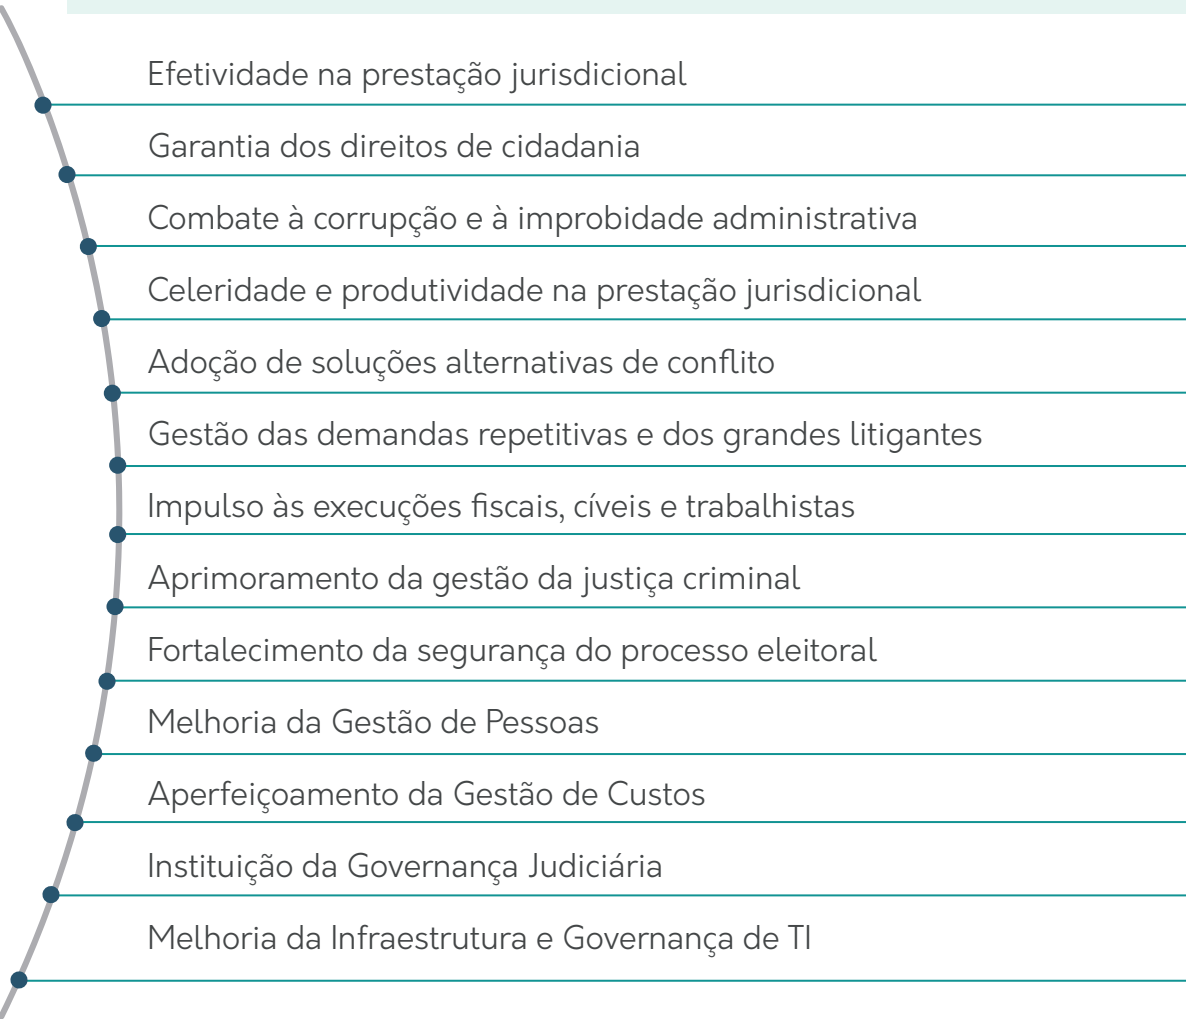 Efetividade na prestação jurisdicional
Garantia dos direitos de cidadania
Combate à corrupção e à improbidade administrativa
Celeridade e produtividade na prestação jurisdicional
Adoção de soluções alternativas de conflito
Gestão das demandas repetitivas e dos grandes litigantes
Impulso às execuções fiscais, cíveis e trabalhistas
Aprimoramento da gestão da justiça criminal
Fortalecimento da segurança do processo eleitoral
Melhoria da Gestão de Pessoas
Aperfeiçoamento da Gestão de Custos
Instituição da Governança Judiciária
Melhoria da Infraestrutura e Governança de TI